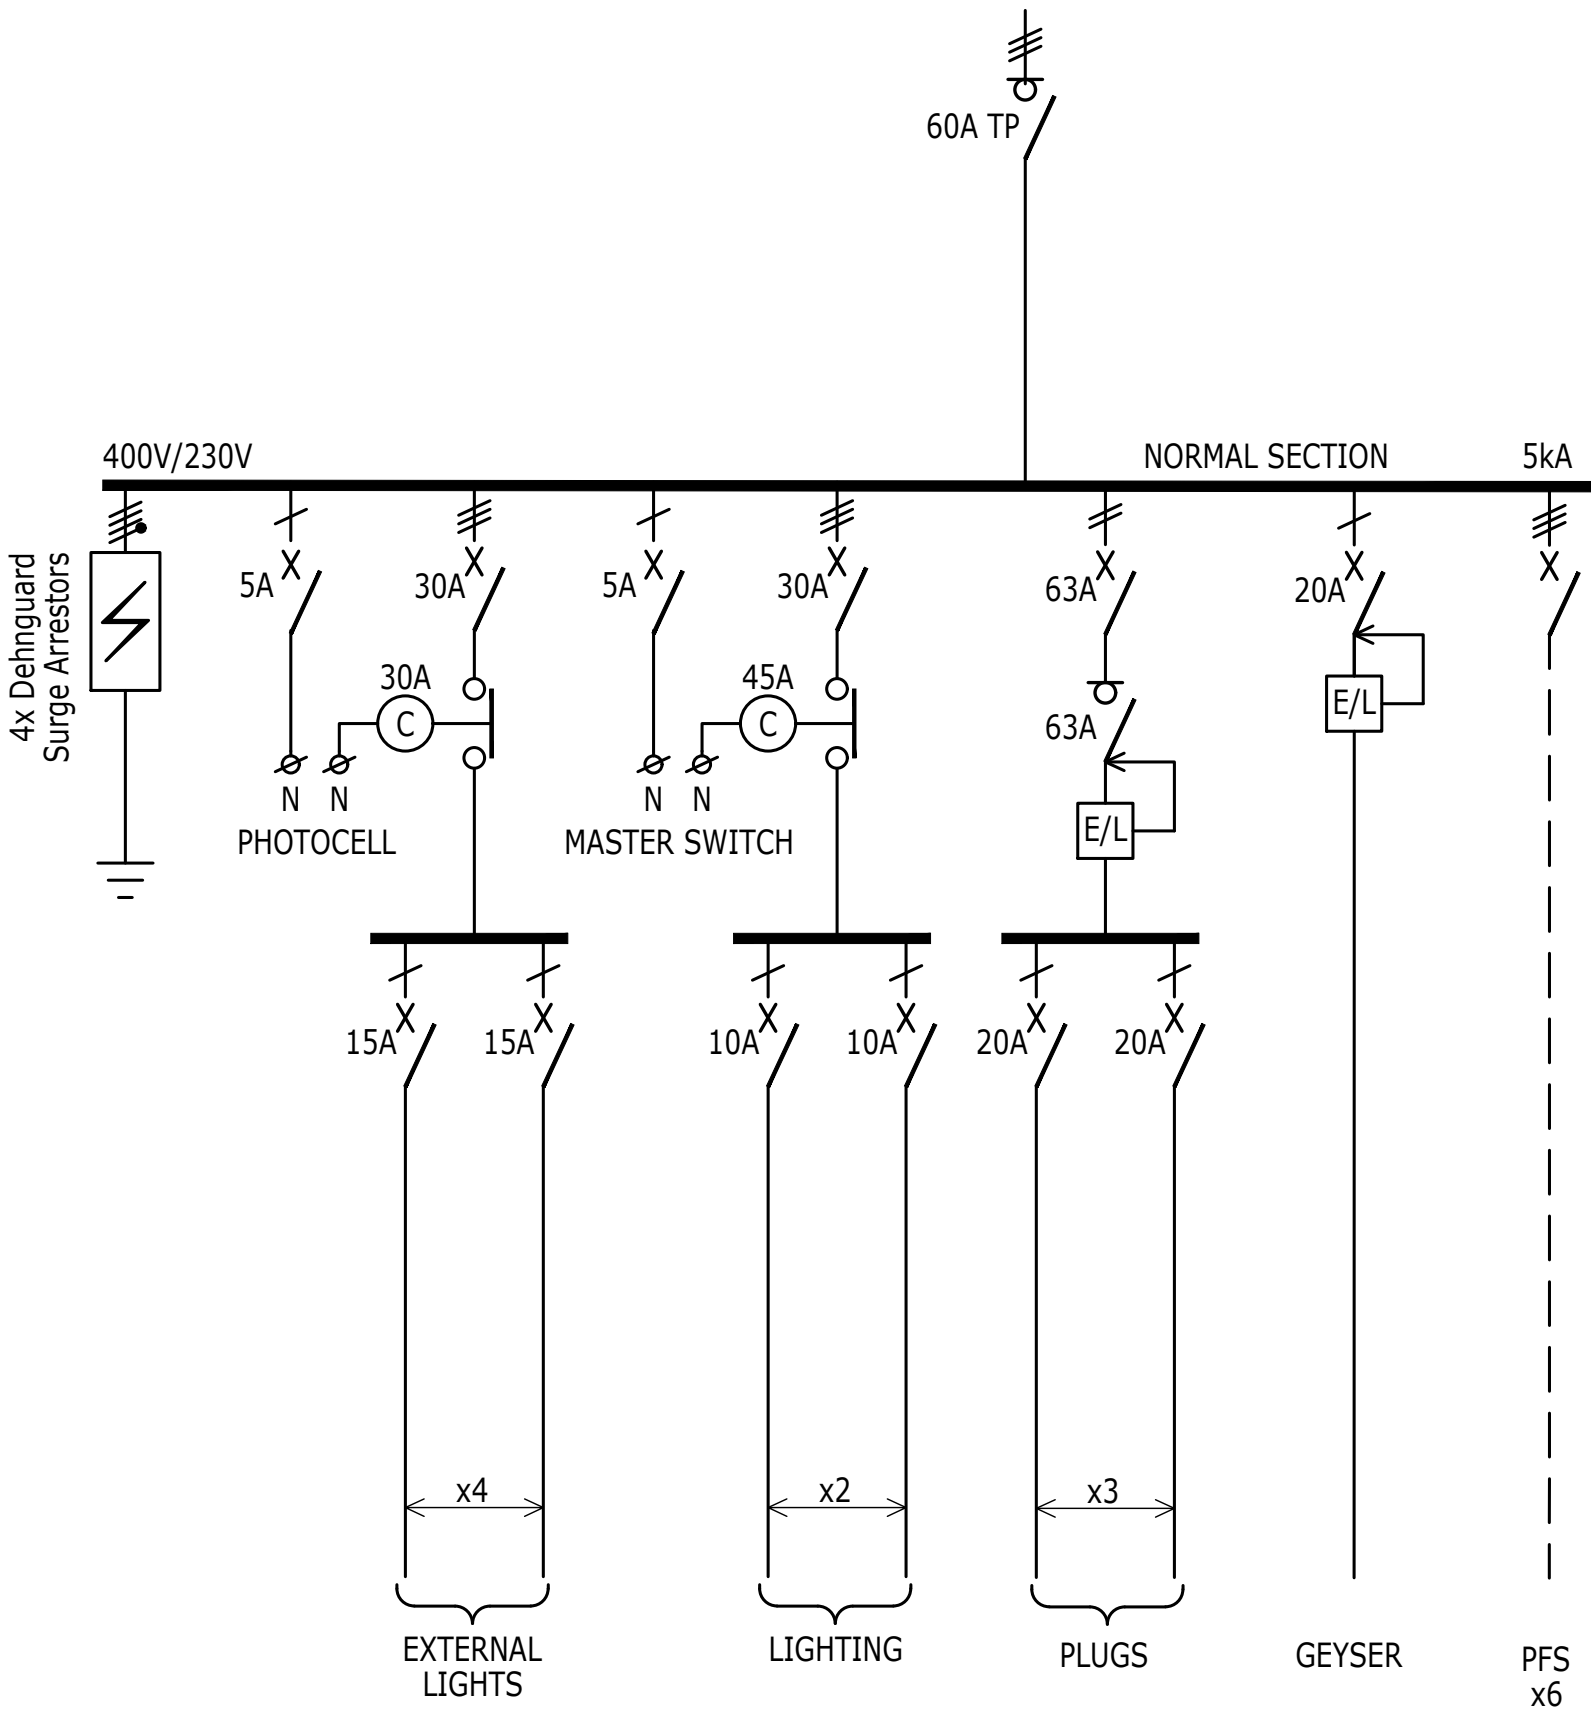 60A TP
400V/230V
NORMAL SECTION
5kA
4x Dehnguard
Surge Arrestors
5A
30A
5A
30A
63A
20A
30A
45A
63A
C
C
E/L
E/L
N
N
N
N
PHOTOCELL
MASTER SWITCH
15A
15A
10A
10A
20A
20A
x4
x2
x3
EXTERNAL
LIGHTS
LIGHTING
PLUGS
GEYSER
PFS
x6